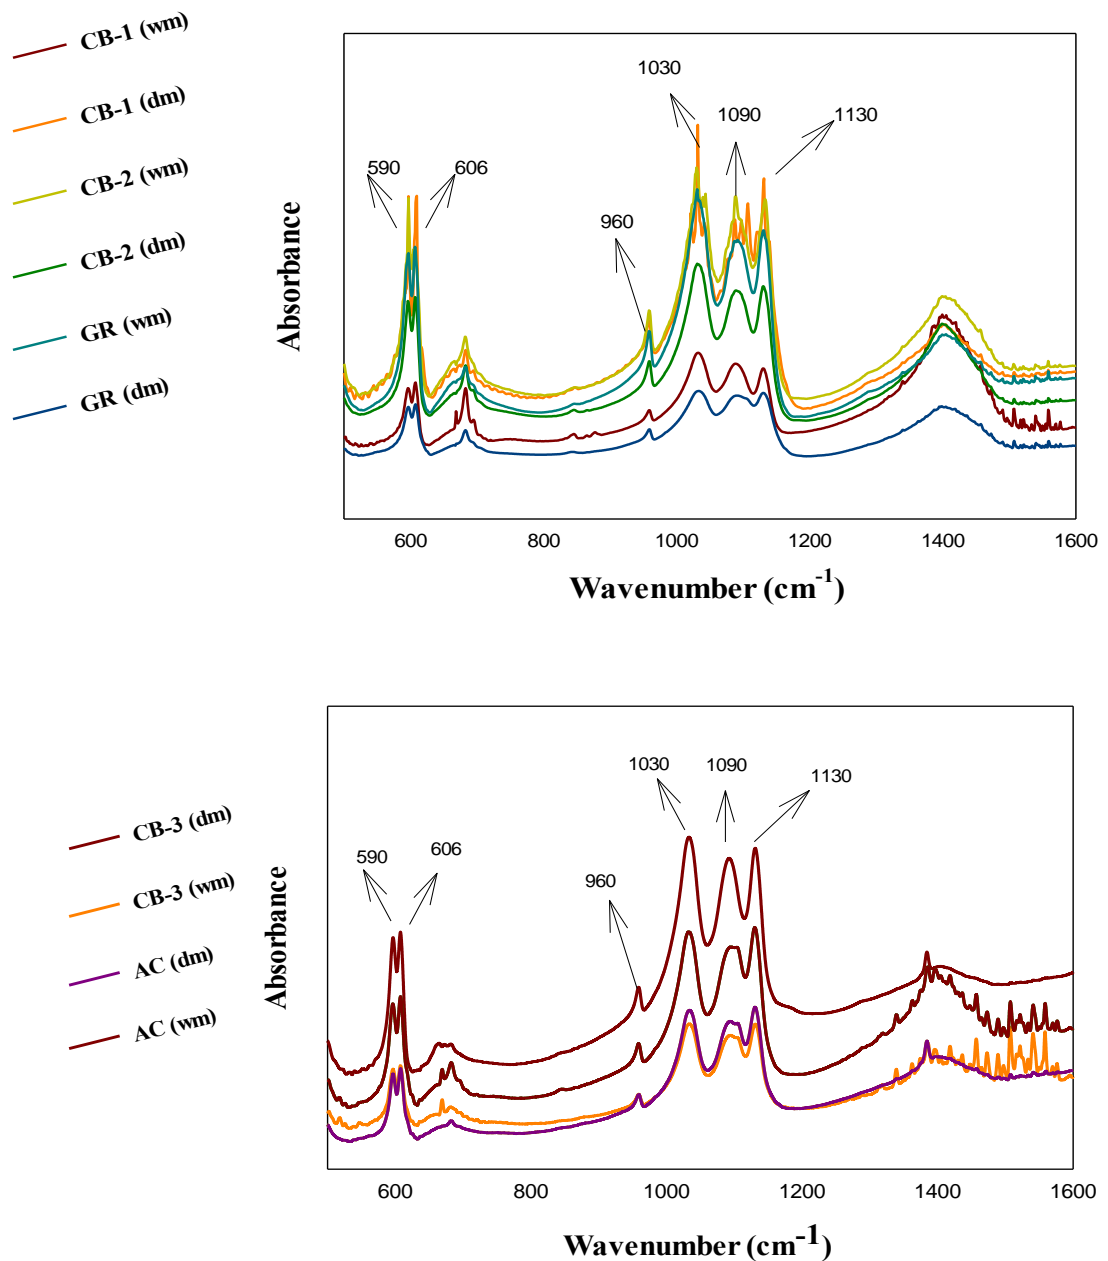 CB-1 (wm)
CB-1 (dm)
CB-2 (wm)
CB-2 (dm)
GR (wm)
GR (dm)
Absorbance
1030
1090
1130
590
606
960
600 800 1000 1200 1400 1600
Wavenumber (cm-1)
CB-3 (dm)
CB-3 (wm)
AC (dm)
AC (wm)
Absorbance
1030
1090
1130
590
606
960
600 800 1000 1200 1400 1600
Wavenumber (cm-1)